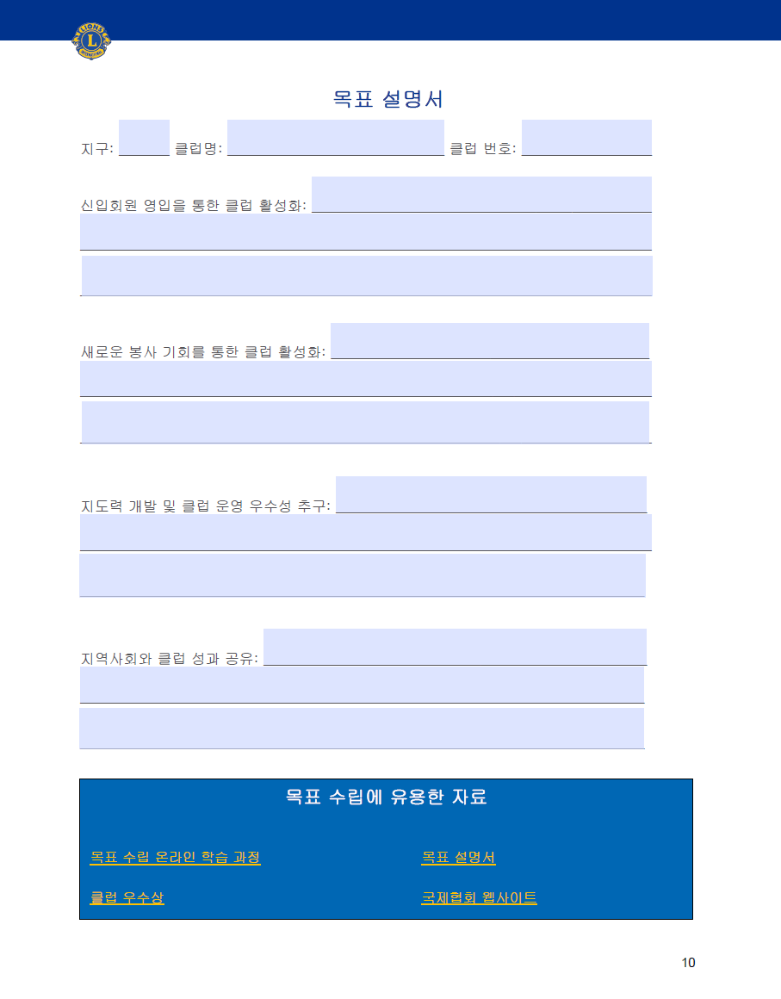 LIONS
L
INTERNATIONAL
목표 설명서
지구: 클럽명: 클럽 번호:
신입회원 영입을 통한 클럽 활성화:
새로운 봉사 기회를 통한 클럽 활성화:
지도력 개발 및 클럽 운영 우수성 추구:
지역사회와 클럽 성과 공유:
목표 수립에 유용한 자료
목표 수립 온라인 학습 과정 목표 설명서
클럽 우수상 국제협회 웹사이트
10